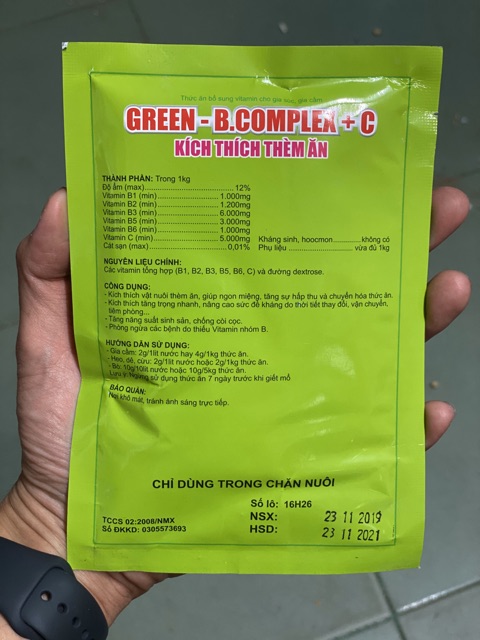 Thức ăn bổ sung vitamin cho gia súc, gia cầm
GREEN - B.COMPLEX + C
KÍCH THÍCH THÈM ĂN
THÀNH PHẦN: Trong 1kg
Độ ẩm (max)................................ 12%
Vitamin B1 (min)......................... 1.000mg
Vitamin B2 (min)......................... 1.200mg
Vitamin B3 (min)......................... 6.000mg
Vitamin B5 (min)......................... 3.000mg
Vitamin B6 (min)......................... 1.000mg
Vitamin C (min).......................... 5.000mg Kháng sinh, hoocmon.......... không có
Cát sạn (max)............................. 0,01% Phụ liệu.......................... vừa đủ 1kg
NGUYÊN LIỆU CHÍNH:
Các vitamin tổng hợp (B1, B2, B3, B5, B6, C) và đường dextrose.
CÔNG DỤNG:
- Kích thích vật nuôi thèm ăn, giúp ngon miệng, tăng sự hấp thu và chuyển hóa thức ăn.
- Kích thích tăng trọng nhanh, nâng cao sức đề kháng do thời tiết thay đổi, vận chuyển,
tiêm phòng...
- Tăng năng suất sinh sản, chống còi cọc.
- Phòng ngừa các bệnh do thiếu Vitamin nhóm B.
HƯỚNG DẪN SỬ DỤNG:
- Gia cầm: 2g/1lít nước hay 4g/1kg thức ăn.
- Heo, dê, cừu: 2g/1lít nước hoặc 2g/1kg thức ăn.
- Bò: 10g/10lít nước hoặc 10g/5kg thức ăn.
- Lưu ý: Ngưng sử dụng thức ăn 7 ngày trước khi giết mổ
BẢO QUẢN:
Nơi khô mát, tránh ánh sáng trực tiếp.
CHỈ DÙNG TRONG CHĂN NUÔI
Số lô: 16H26
NSX: 23 11 2019
HSD: 23 11 2021
TCCS 02:2008/NMX
Số ĐKKD: 0305573693